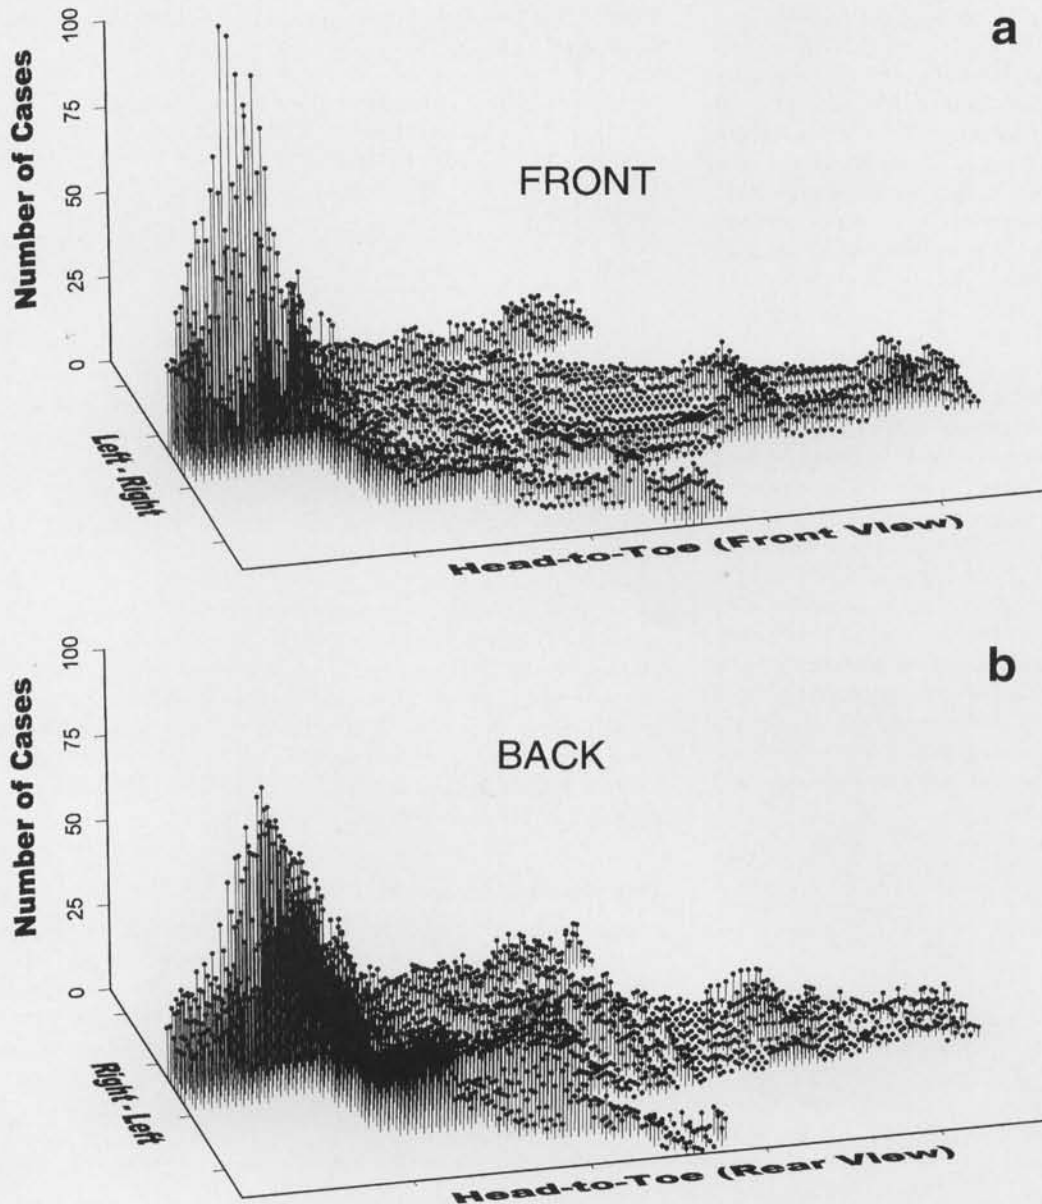 a
100
75
50
25
0
Number of Cases
FRONT
Left - Right
Head-to-Toe (Front View)
b
100
75
50
25
0
Number of Cases
BACK
Right - Left
Head-to-Toe (Rear View)